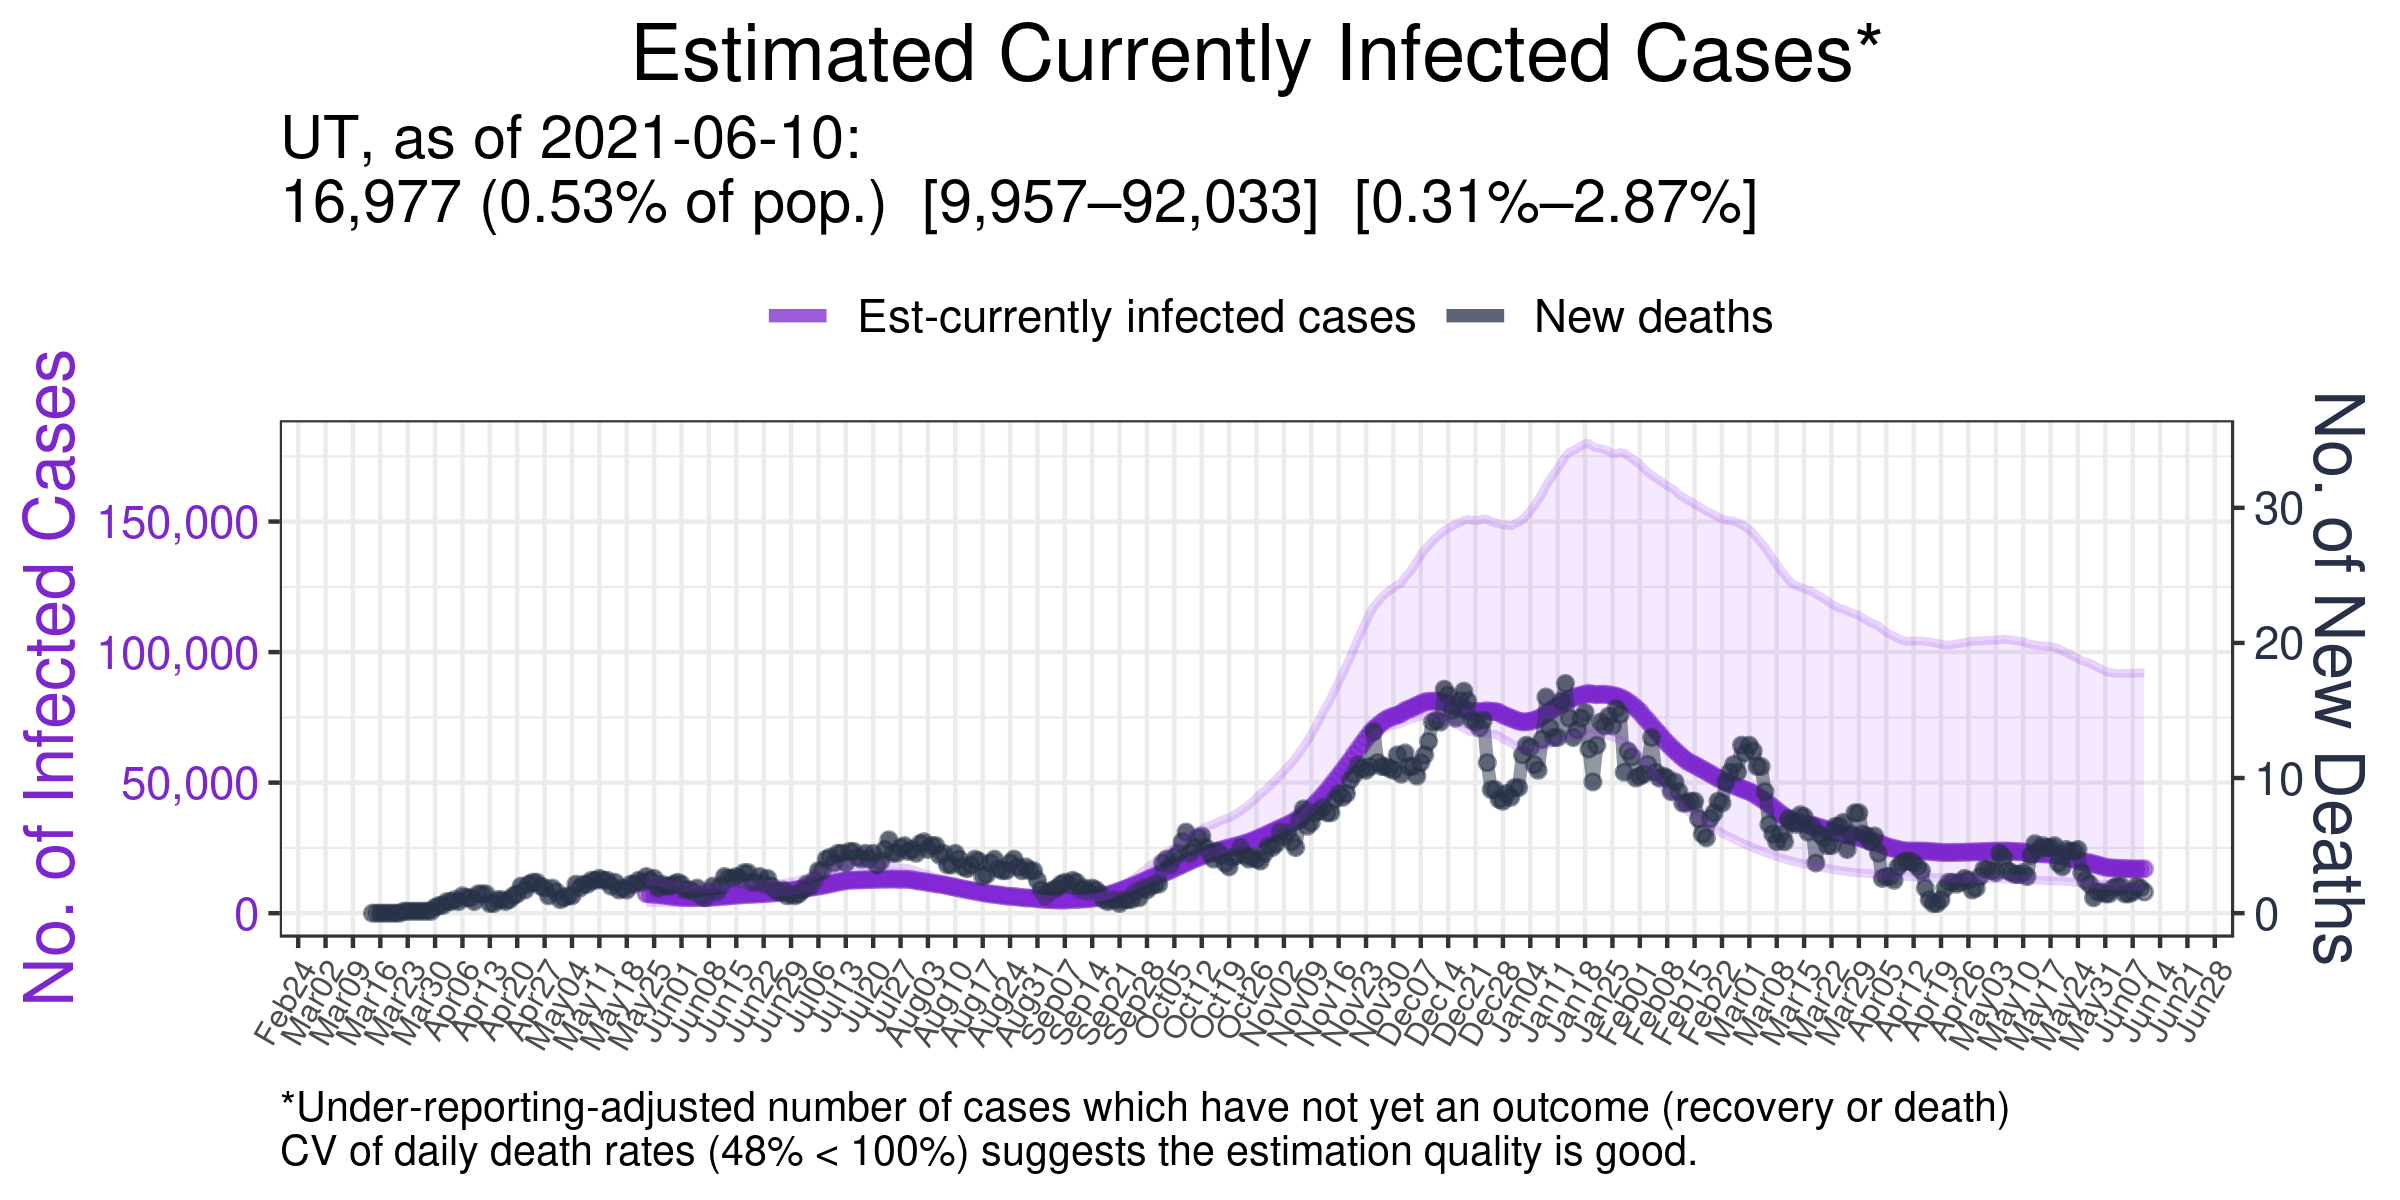 Estimated Currently Infected Cases*
UT, as of 2021-06-10:
16,977 (0.53% of pop.) [9,957–92,033] [0.31%–2.87%]
Est-currently infected cases
New deaths
No. of Infected Cases
150,000
100,000
50,000
0
30
20
10
0
No. of New Deaths
Feb24
Mar02
Mar09
Mar16
Mar23
Mar30
Apr06
Apr13
Apr20
Apr27
May04
May11
May18
May25
Jun01
Jun08
Jun15
Jun22
Jun29
Jul06
Jul13
Jul20
Jul27
Aug03
Aug10
Aug17
Aug24
Aug31
Sep07
Sep14
Sep21
Sep28
Oct05
Oct12
Oct19
Oct26
Nov02
Nov09
Nov16
Nov23
Nov30
Dec07
Dec14
Dec21
Dec28
Jan04
Jan11
Jan18
Jan25
Feb01
Feb08
Feb15
Feb22
Mar01
Mar08
Mar15
Mar22
Mar29
Apr05
Apr12
Apr19
Apr26
May03
May10
May17
May24
May31
Jun07
Jun14
Jun21
Jun28
*Under-reporting-adjusted number of cases which have not yet an outcome (recovery or death)
CV of daily death rates (48% < 100%) suggests the estimation quality is good.